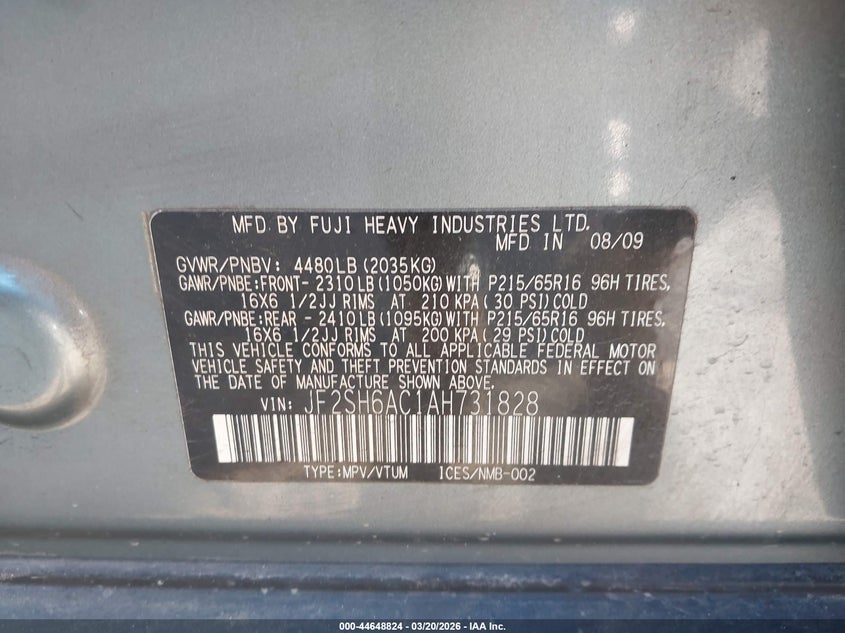 MFD BY FUJI HEAVY INDUSTRIES LTD.
MFD IN 08/09
GVWR/PNBV: 4480LB(2035KG)
GAWR/PNBE:FRONT- 2310LB(1050KG)WITH P215/65R16 96H TIRES,
16X6 1/2JJ RIMS AT 210 KPA(30 PSI)COLD
GAWR/PNBE:REAR - 2410LB(1095KG)WITH P215/65R16 96H TIRES,
16X6 1/2JJ RIMS AT 200 KPA(29 PSI)COLD
THIS VEHICLE CONFORMS TO ALL APPLICABLE FEDERAL MOTOR
VEHICLE SAFETY AND THEFT PREVENTION STANDARDS IN EFFECT ON
THE DATE OF MANUFACTURE SHOWN ABOVE.
VIN: JF2SH6AC1AH731828
TYPE:MPV/VTUM ICES/NMB-002
000-44648824 | 03/20/2026 - IAA Inc.